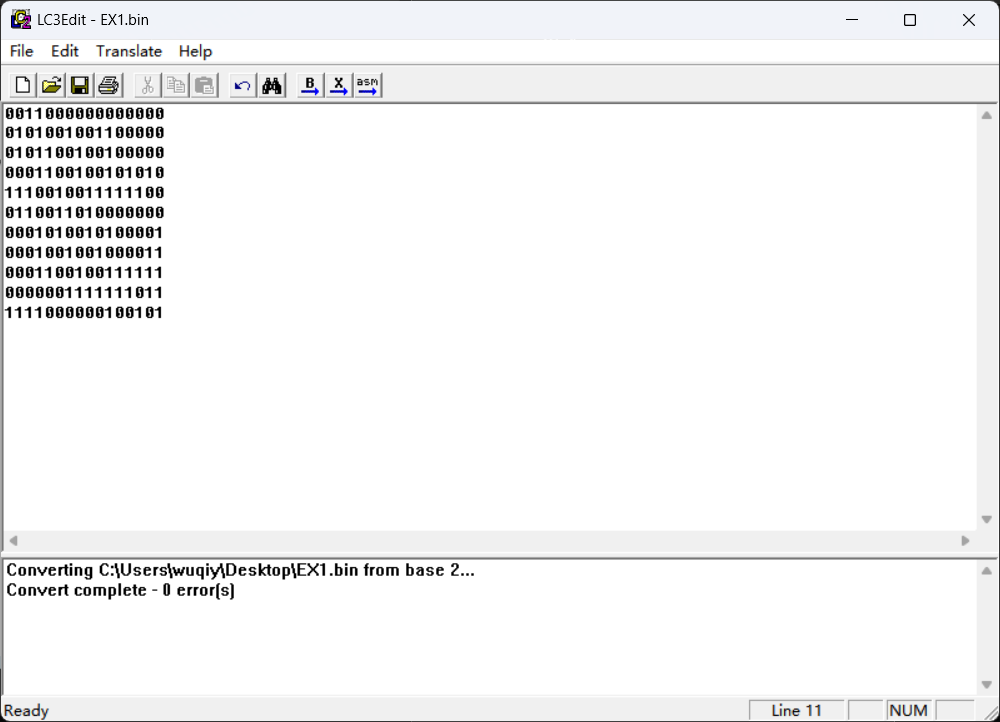 LC3Edit - EX1.bin
File Edit Translate Help
B X asm
0011000000000000
0101001001100000
0101100100100000
0001100100101010
1110010011111100
0110011010000000
0001010010100001
0001001001000011
0001100100111111
0000001111111011
1111000000100101
Converting C:\Users\wuqiy\Desktop\EX1.bin from base 2...
Convert complete - 0 error(s)
Ready Line 11 NUM